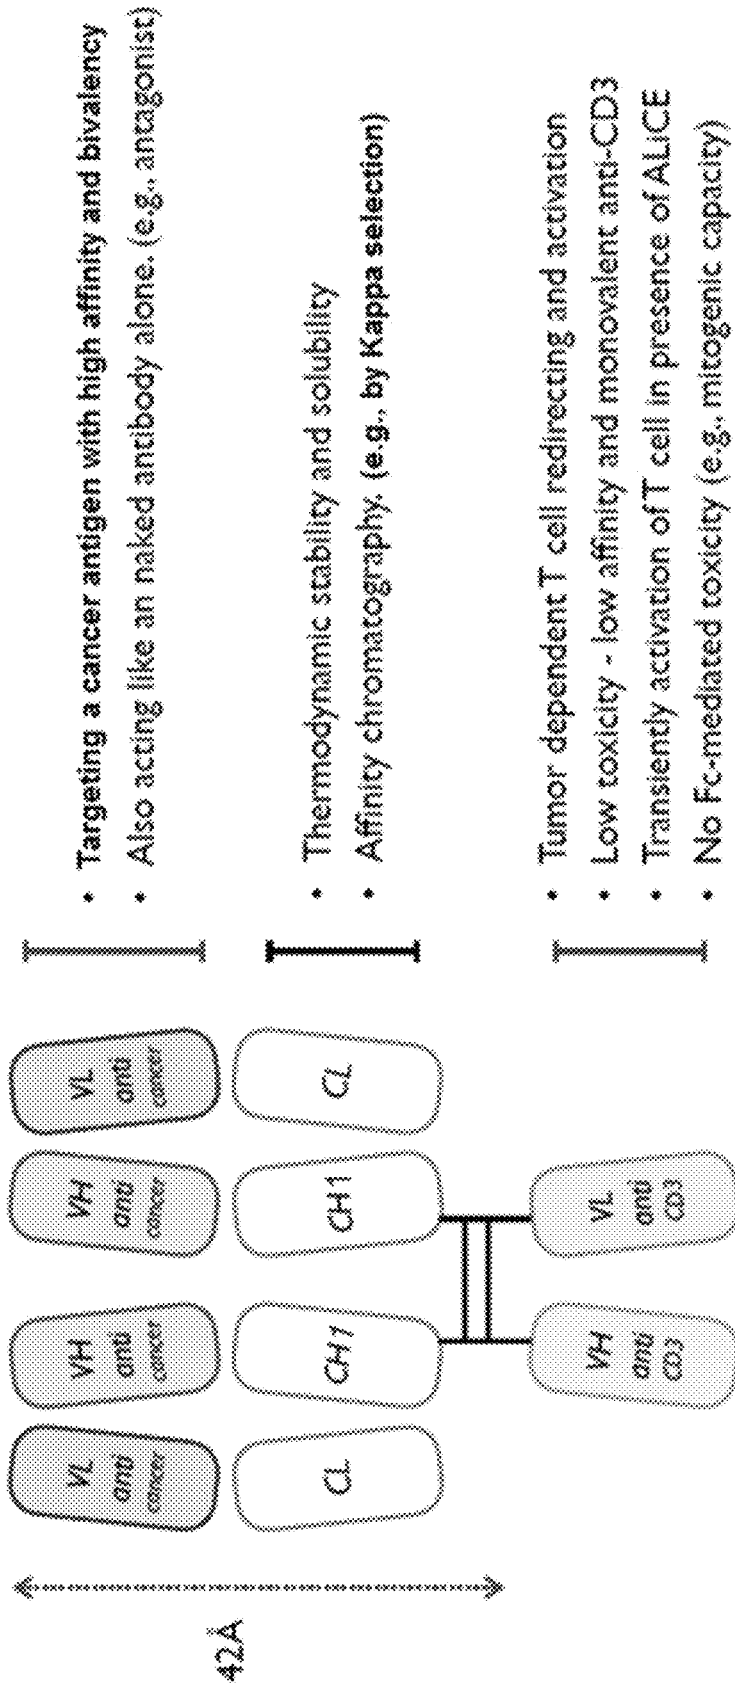 42Å
VL
anti
cancer
VH
anti
cancer
VH
anti
cancer
VL
anti
cancer
• Targeting a cancer antigen with high affinity and bivalency
• Also acting like an naked antibody alone. (e.g., antagonist)
CL
CH1
CH1
CL
• Thermodynamic stability and solubility
• Affinity chromatography. (e.g., by Kappa selection)
VH
anti
CD3
VL
anti
CD3
• Tumor dependent T cell redirecting and activation
• Low toxicity - low affinity and monovalent anti-CD3
• Transiently activation of T cell in presence of ALiCE
• No Fc-mediated toxicity (e.g., mitogenic capacity)